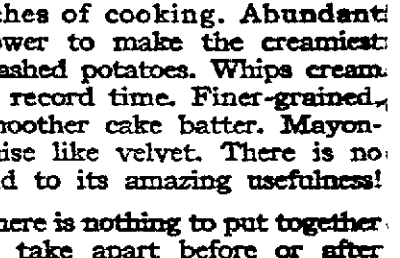 ches of cooking. Abundant
ower to make the creamiest
ashed potatoes. Whips cream
record time. Finer-grained,
moother cake batter. Mayon-
ise like velvet. There is no
d to its amazing usefulness!
here is nothing to put together
take apart before or after